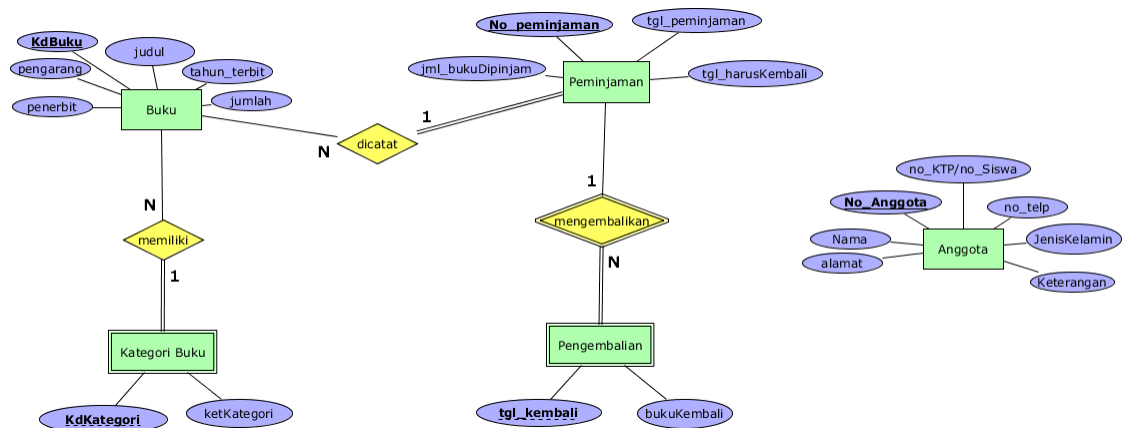 No_peminjaman
tgl_peminjaman
KdBuku
judul
pengarang
tahun_terbit
jml_bukuDipinjam
tgl_harusKembali
penerbit
jumlah
Buku
Peminjaman
1
dicatat
N
no_KTP/no_Siswa
1
No_Anggota
no_telp
N
mengembalikan
memiliki
Nama
JenisKelamin
Anggota
alamat
N
1
Keterangan
Kategori Buku
Pengembalian
KdKategori
ketKategori
tgl_kembali
bukuKembali